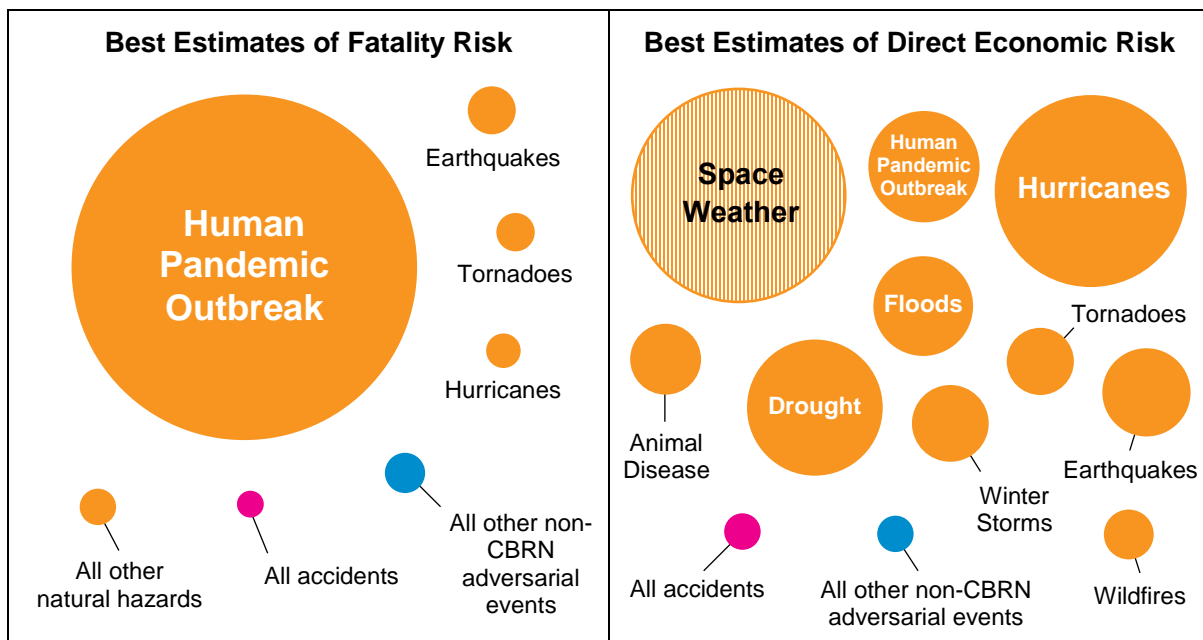 Best Estimates of Fatality Risk
Human
Pandemic
Outbreak
Earthquakes
Tornadoes
Hurricanes
All other
natural hazards
All accidents
All other non-
CBRN
adversarial
events
Best Estimates of Direct Economic Risk
Space
Weather
Human
Pandemic
Outbreak
Hurricanes
Floods
Tornadoes
Animal
Disease
Drought
Winter
Storms
Earthquakes
All accidents
All other non-CBRN
adversarial events
Wildfires